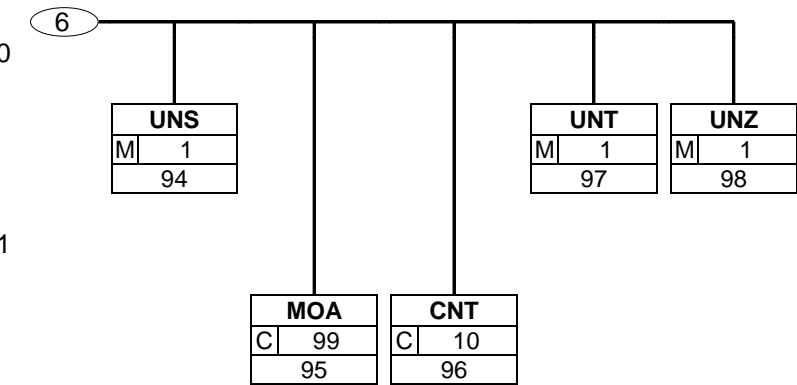 6
0
UNS UNT UNZ
M 1 M 1 M 1
94 97 98
1
MOA CNT
C 99 C 10
95 96